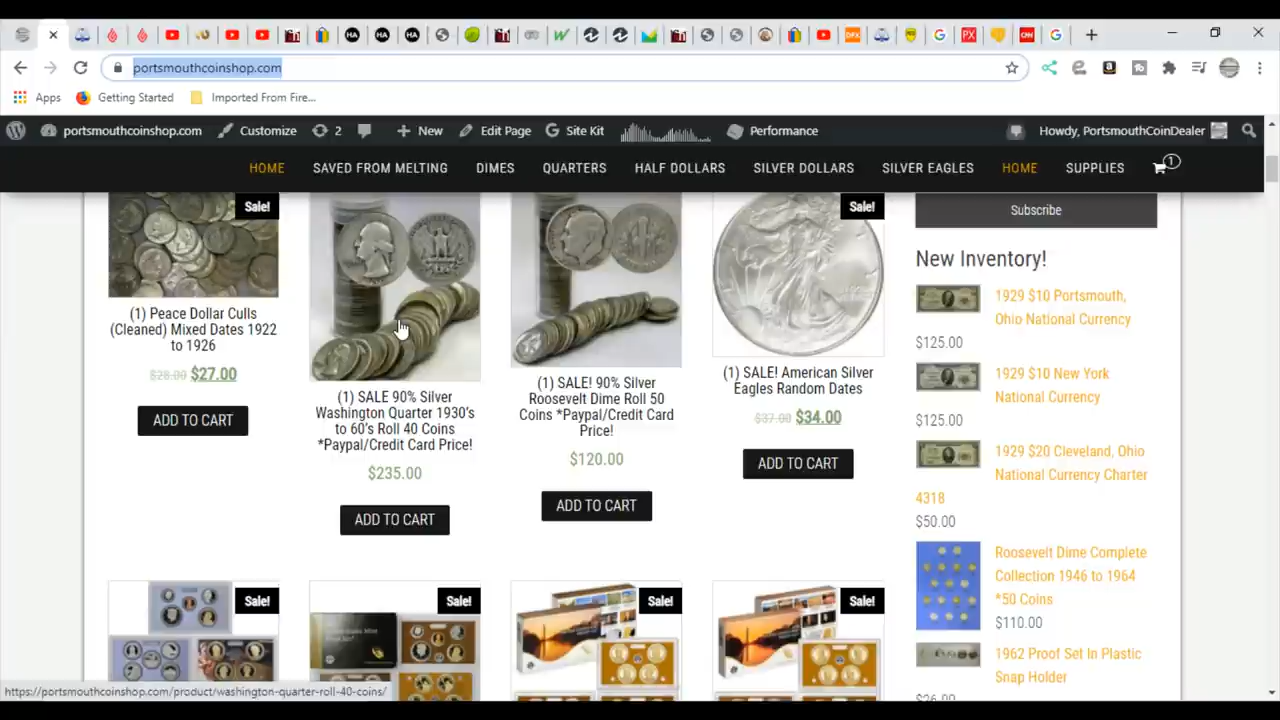 portsmouthcoinshop.com
Apps Getting Started Imported From Fire...
portsmouthcoinshop.com Customize 2 New Edit Page Site Kit Performance Howdy, PortsmouthCoinDealer
HOME SAVED FROM MELTING DIMES QUARTERS HALF DOLLARS SILVER DOLLARS SILVER EAGLES HOME SUPPLIES 1
Sale!
(1) Peace Dollar Culls
(Cleaned) Mixed Dates 1922
to 1926
$28.00 $27.00
ADD TO CART
(1) SALE 90% Silver
Washington Quarter 1930's
to 60's Roll 40 Coins
*Paypal/Credit Card Price!
$235.00
ADD TO CART
(1) SALE! 90% Silver
Roosevelt Dime Roll 50
Coins *Paypal/Credit Card
Price!
$120.00
ADD TO CART
Sale!
(1) SALE! American Silver
Eagles Random Dates
$37.00 $34.00
ADD TO CART
Sale!
Sale!
Sale!
Sale!
Subscribe
New Inventory!
1929 $10 Portsmouth,
Ohio National Currency
$125.00
1929 $10 New York
National Currency
$125.00
1929 $20 Cleveland, Ohio
National Currency Charter
4318
$50.00
Roosevelt Dime Complete
Collection 1946 to 1964
*50 Coins
$110.00
1962 Proof Set In Plastic
Snap Holder
$26.00
https://portsmouthcoinshop.com/product/washington-quarter-roll-40-coins/